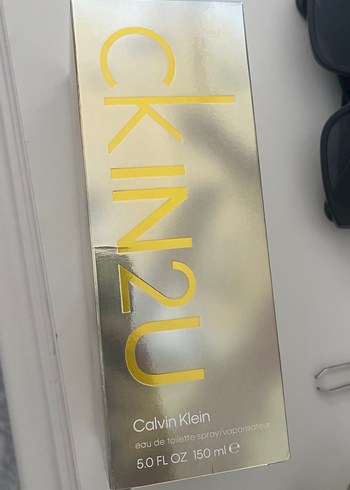 CKIN2U
Calvin Klein
eau de toilette spray/vaporisateur
5.0 FL OZ 150 ml ℮